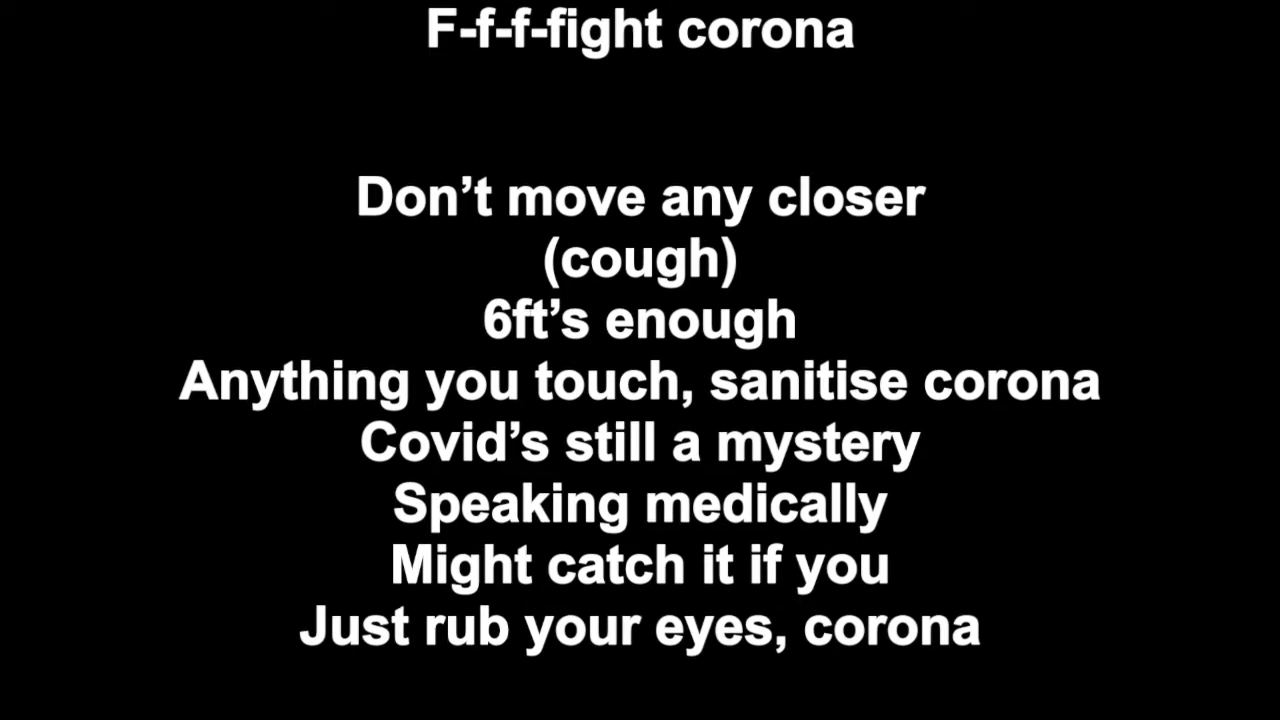 F-f-f-fight corona
Don’t move any closer
(cough)
6ft’s enough
Anything you touch, sanitise corona
Covid’s still a mystery
Speaking medically
Might catch it if you
Just rub your eyes, corona